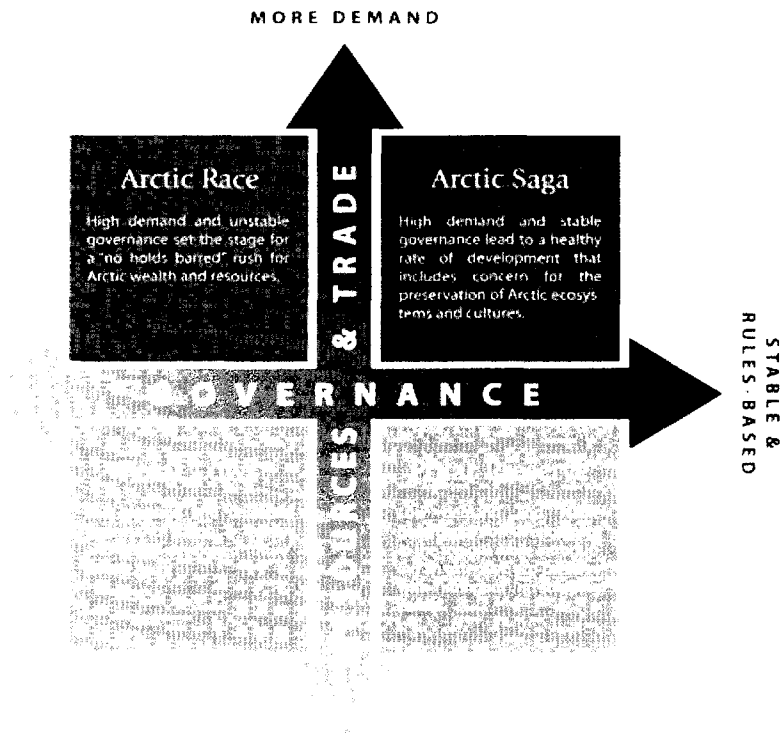 MORE DEMAND
Arctic Race
High demand and unstable
governance set the stage for
a "no holds barred" rush for
Arctic wealth and resources.
Arctic Saga
High demand and stable
governance lead to a healthy
rate of development that
includes concern for the
preservation of Arctic ecosys
tems and cultures.
& TRADE
GOVERNANCE
STABLE &
RULES-BASED